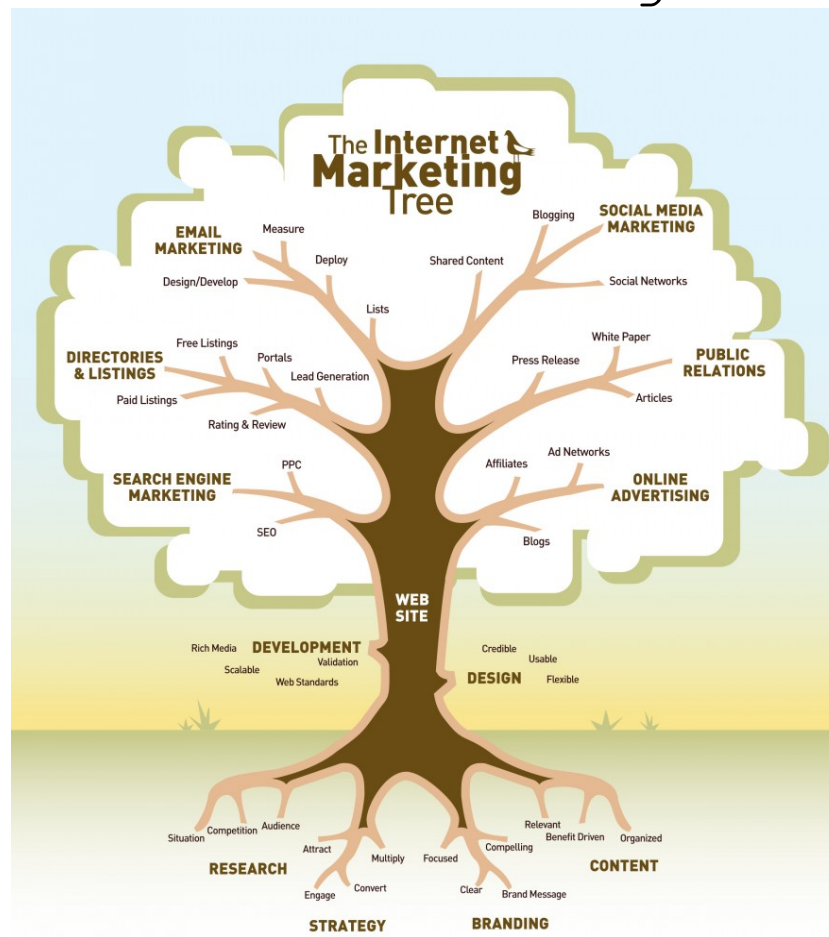 The Internet
Marketing
Tree
EMAIL
MARKETING
Measure
Deploy
Design/Develop
Lists
Blogging
SOCIAL MEDIA
MARKETING
Shared Content
Social Networks
DIRECTORIES
& LISTINGS
Free Listings
Portals
Lead Generation
Paid Listings
Rating & Review
White Paper
Press Release
PUBLIC
RELATIONS
Articles
SEARCH ENGINE
MARKETING
PPC
SEO
Affiliates
Ad Networks
ONLINE
ADVERTISING
Blogs
WEB
SITE
Rich Media
DEVELOPMENT
Validation
Scalable
Web Standards
Credible
Usable
DESIGN
Flexible
Situation
Competition
Audience
RESEARCH
Attract
Multiply
Engage
Convert
STRATEGY
Focused
Compelling
Clear
Brand Message
BRANDING
Relevant
Benefit Driven
Organized
CONTENT